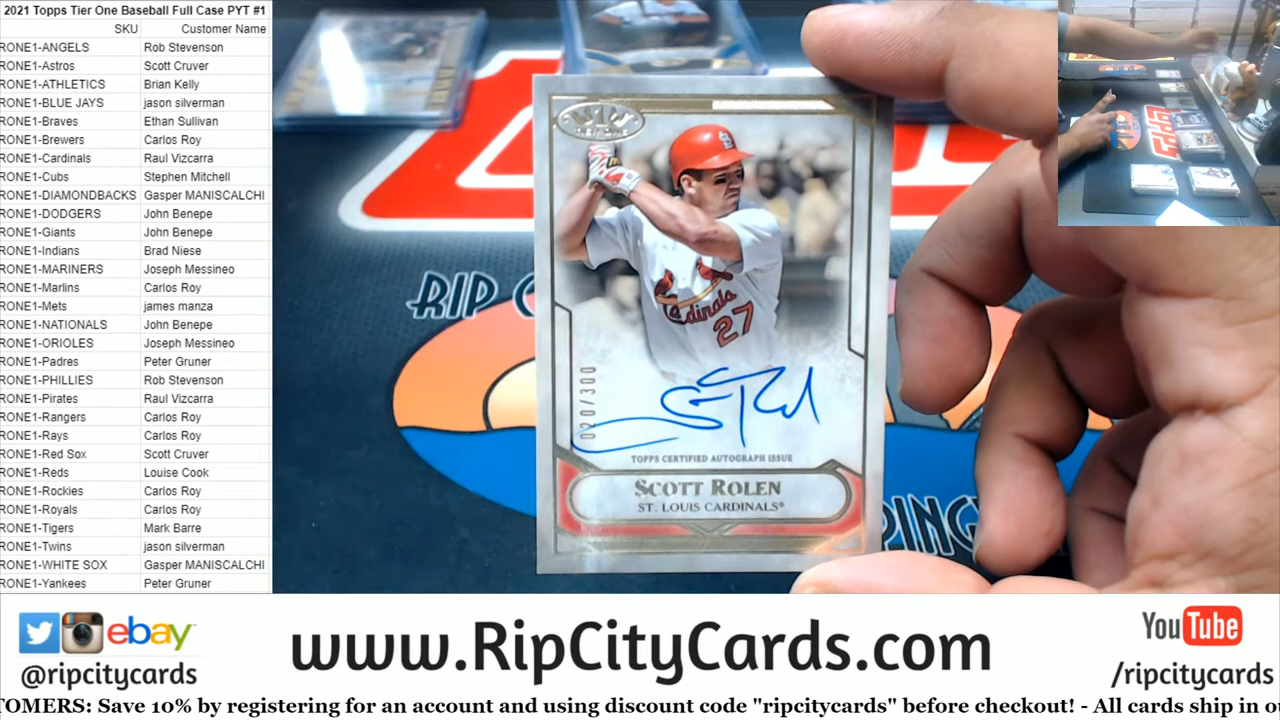 2021 Topps Tier One Baseball Full Case PYT #1
SKU Customer Name
RONE1-ANGELS Rob Stevenson
RONE1-Astros Scott Cruver
RONE1-ATHLETICS Brian Kelly
RONE1-BLUE JAYS jason silverman
RONE1-Braves Ethan Sullivan
RONE1-Brewers Carlos Roy
RONE1-Cardinals Raul Vizcarra
RONE1-Cubs Stephen Mitchell
RONE1-DIAMONDBACKS Gasper MANISCALCHI
RONE1-DODGERS John Benepe
RONE1-Giants John Benepe
RONE1-Indians Brad Niese
RONE1-MARINERS Joseph Messineo
RONE1-Marlins Carlos Roy
RONE1-Mets james manza
RONE1-NATIONALS John Benepe
RONE1-ORIOLES Joseph Messineo
RONE1-Padres Peter Gruner
RONE1-PHILLIES Rob Stevenson
RONE1-Pirates Raul Vizcarra
RONE1-Rangers Carlos Roy
RONE1-Rays Carlos Roy
RONE1-Red Sox Scott Cruver
RONE1-Reds Louise Cook
RONE1-Rockies Carlos Roy
RONE1-Royals Carlos Roy
RONE1-Tigers Mark Barre
RONE1-Twins jason silverman
RONE1-WHITE SOX Gasper MANISCALCHI
RONE1-Yankees Peter Gruner
RIP
Cardinals
27
020/300
TOPPS CERTIFIED AUTOGRAPH ISSUE
SCOTT ROLEN
ST. LOUIS CARDINALS®
PING
ebay
@ripcitycards
www.RipCityCards.com
YouTube
/ripcitycards
TOMERS: Save 10% by registering for an account and using discount code "ripcitycards" before checkout! - All cards ship in ou